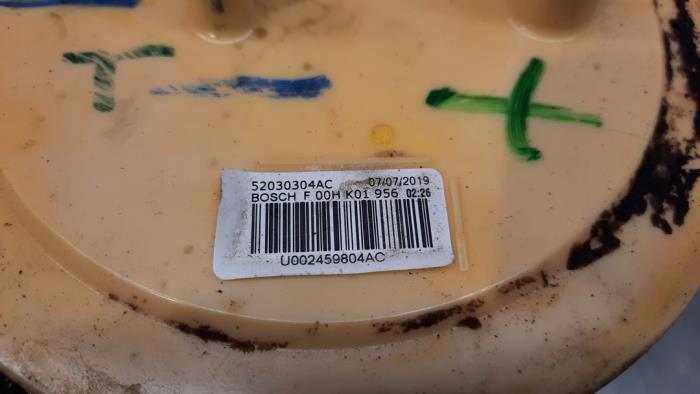 T - +
52030304AC 07/07/2019
BOSCH F 00H K01 956 02:26
U002459804AC